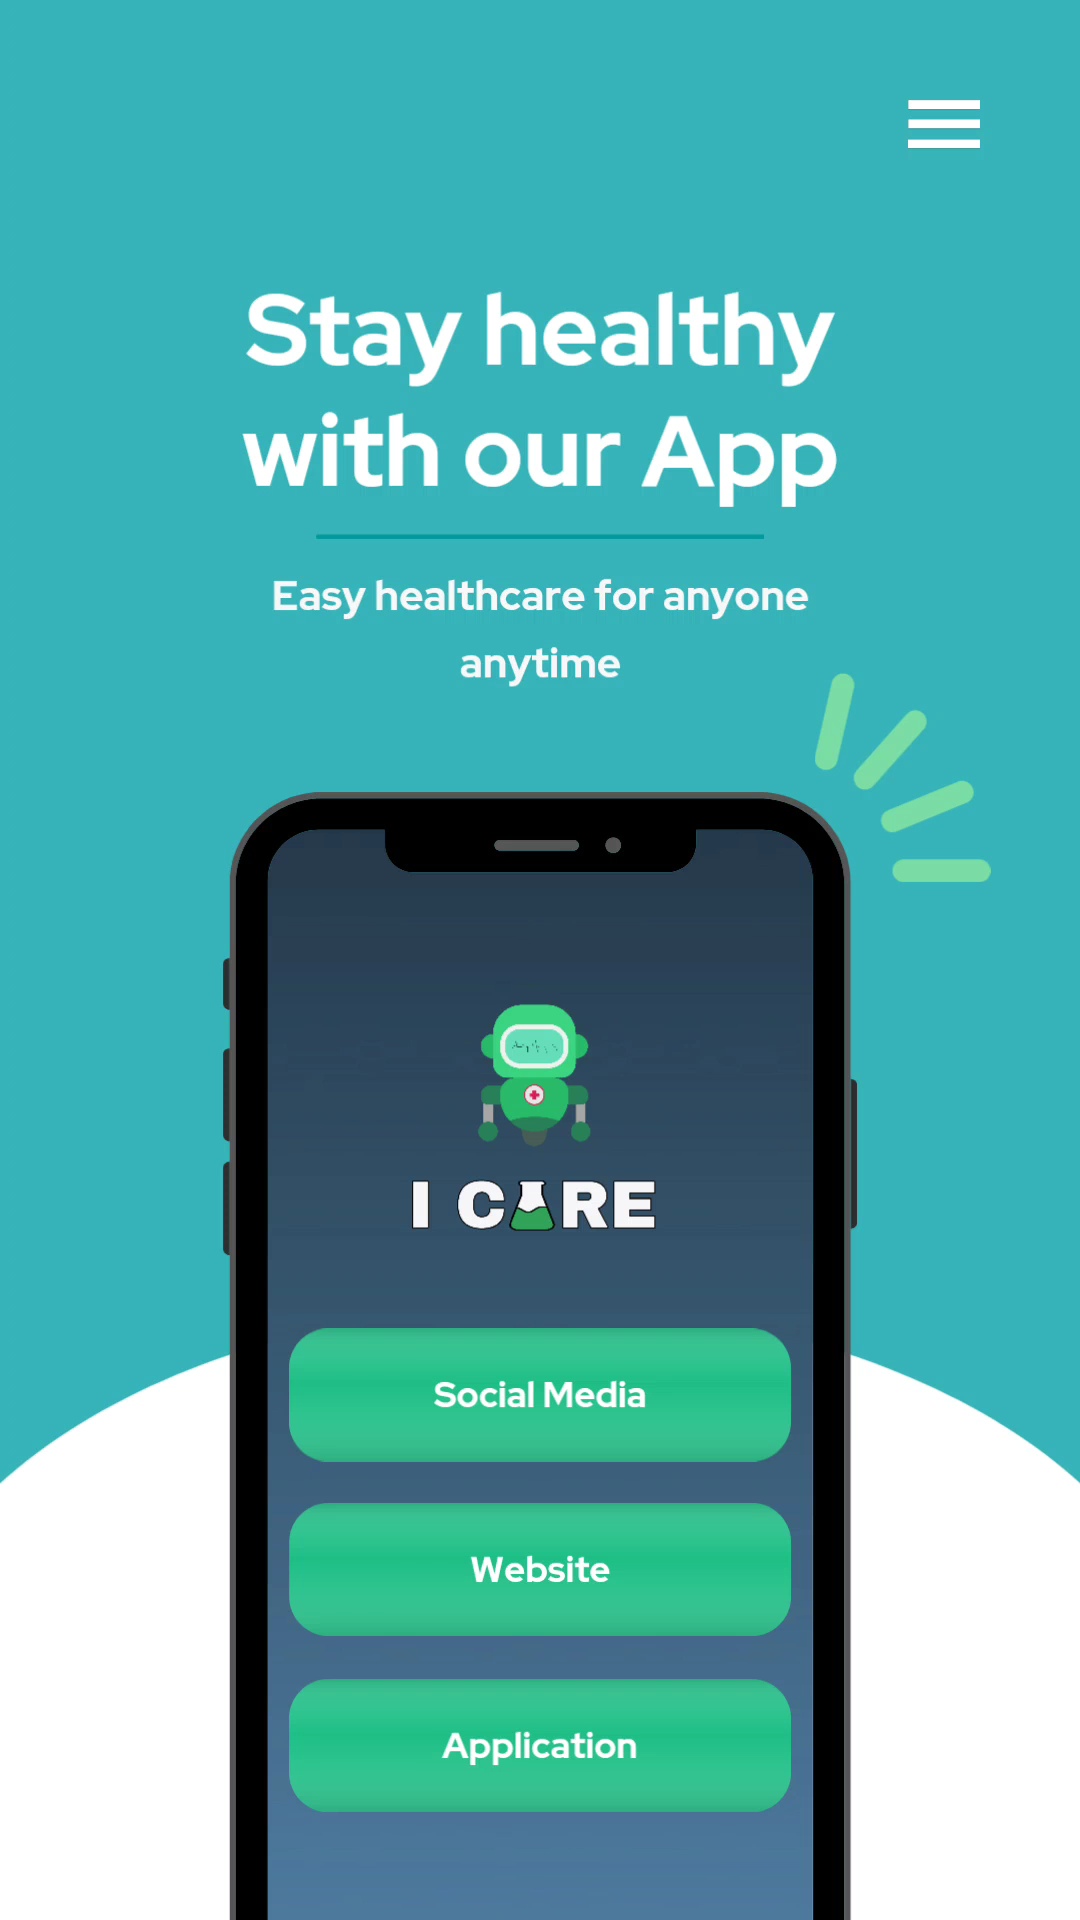 Stay healthy
with our App
Easy healthcare for anyone
anytime
I CARE
Social Media
Website
Application